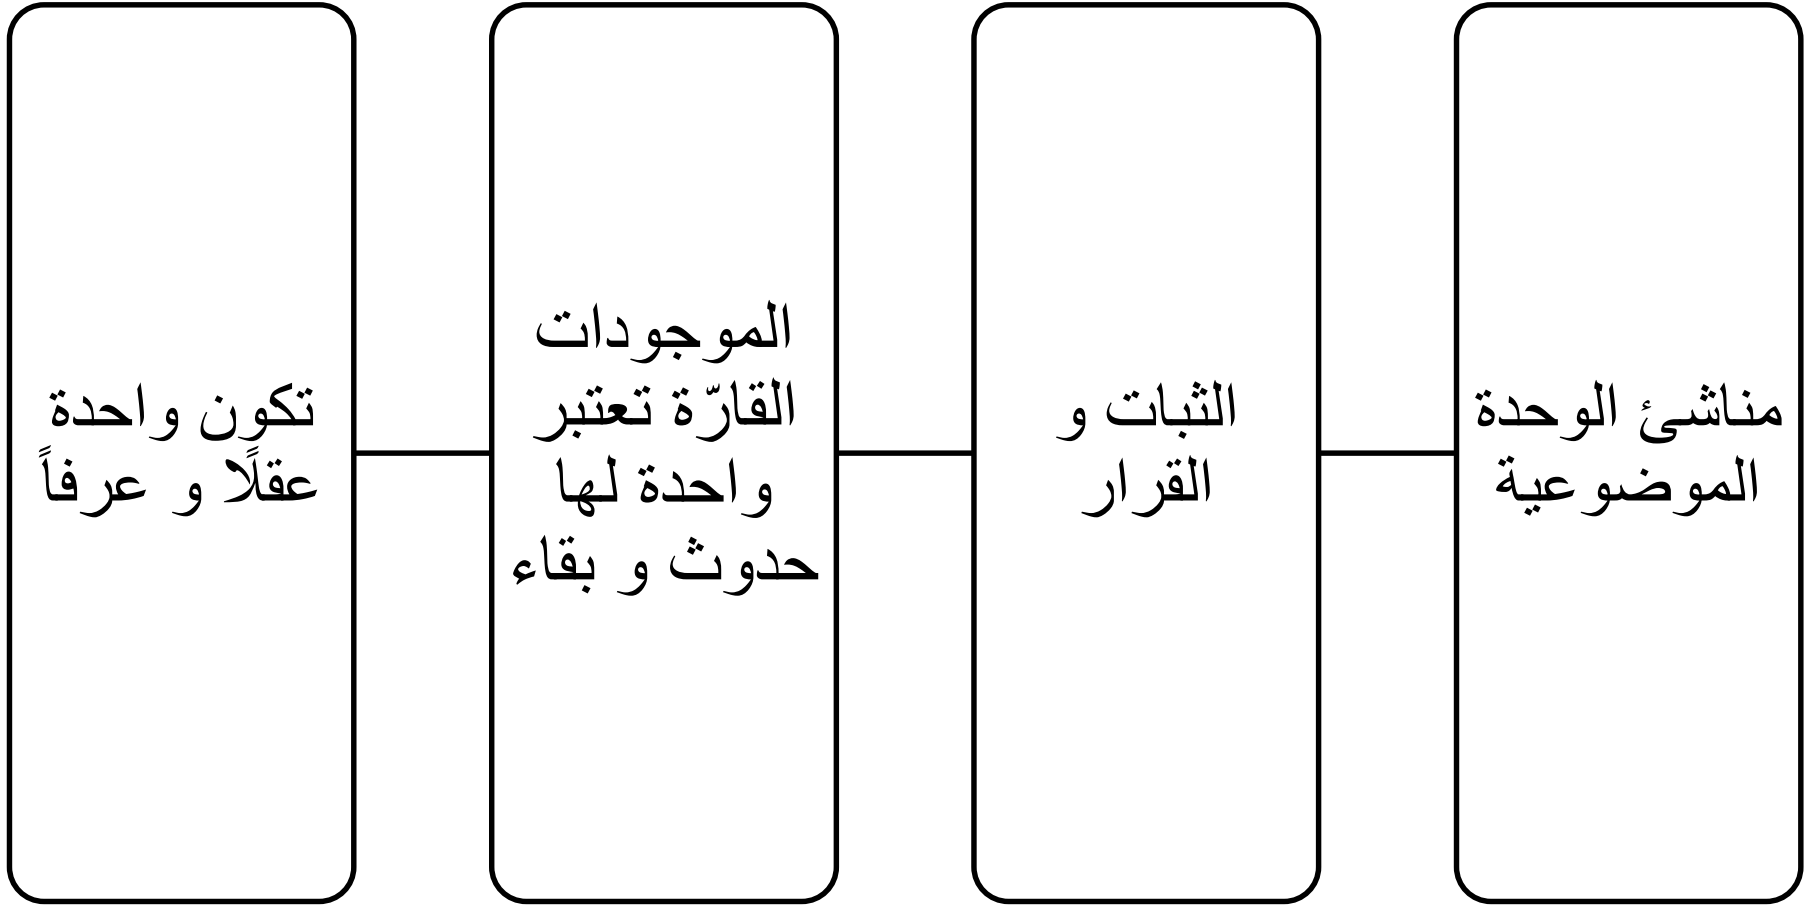 مناشئ الوحدة
الموضوعية
الثبات و
القرار
الموجودات
القارّة تعتبر
واحدة لها
حدوث و بقاء
تكون واحدة
عقلًا و عرفاً